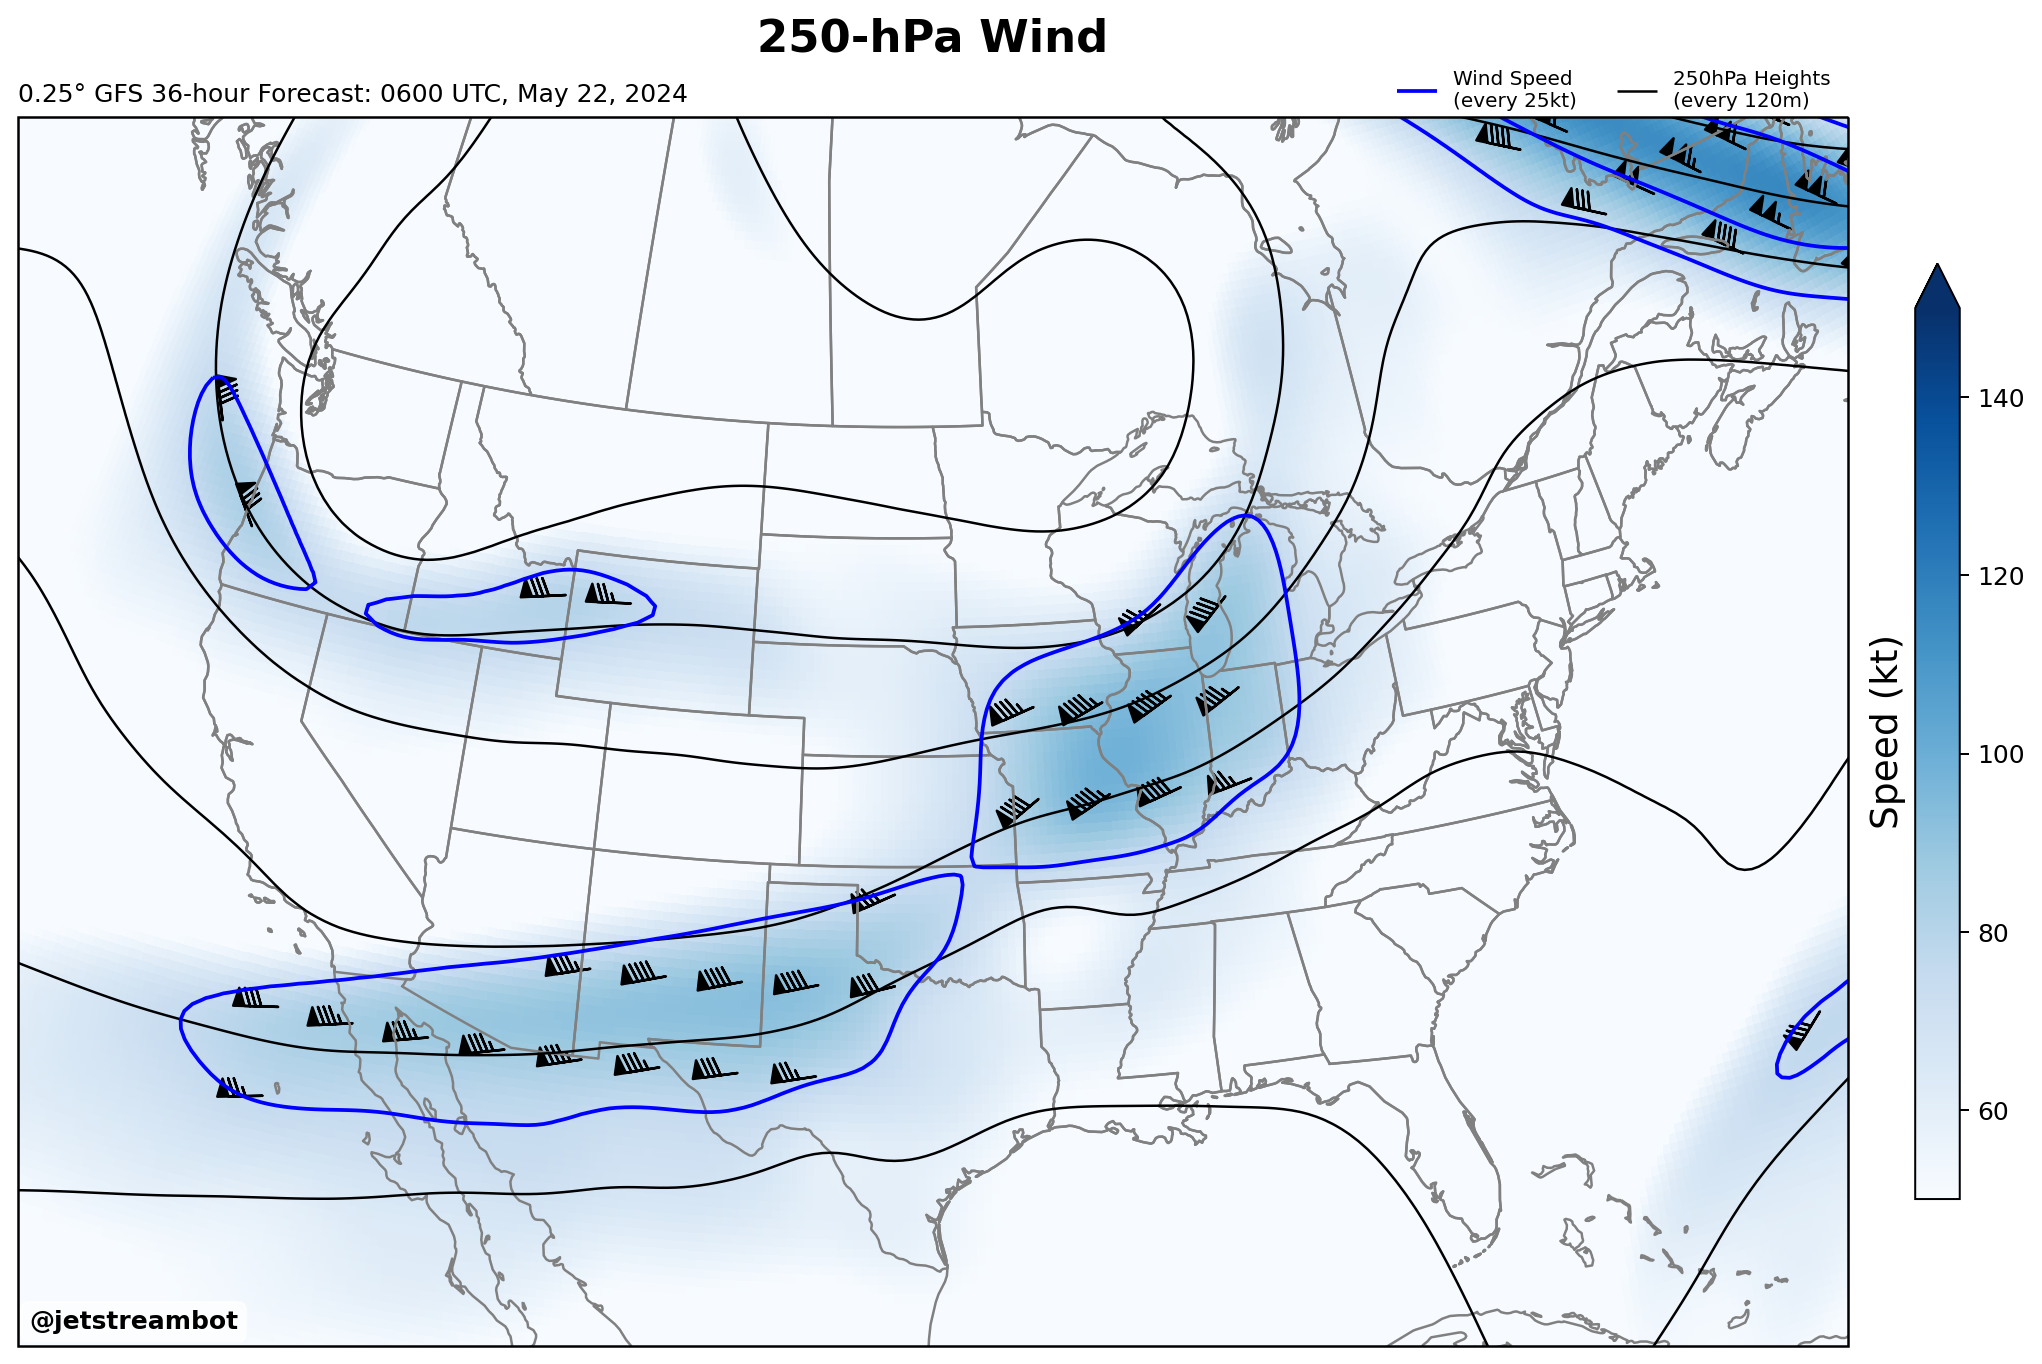 250-hPa Wind
0.25° GFS 36-hour Forecast: 0600 UTC, May 22, 2024
Wind Speed
(every 25kt)
250hPa Heights
(every 120m)
140
120
100
80
60
Speed (kt)
@jetstreambot